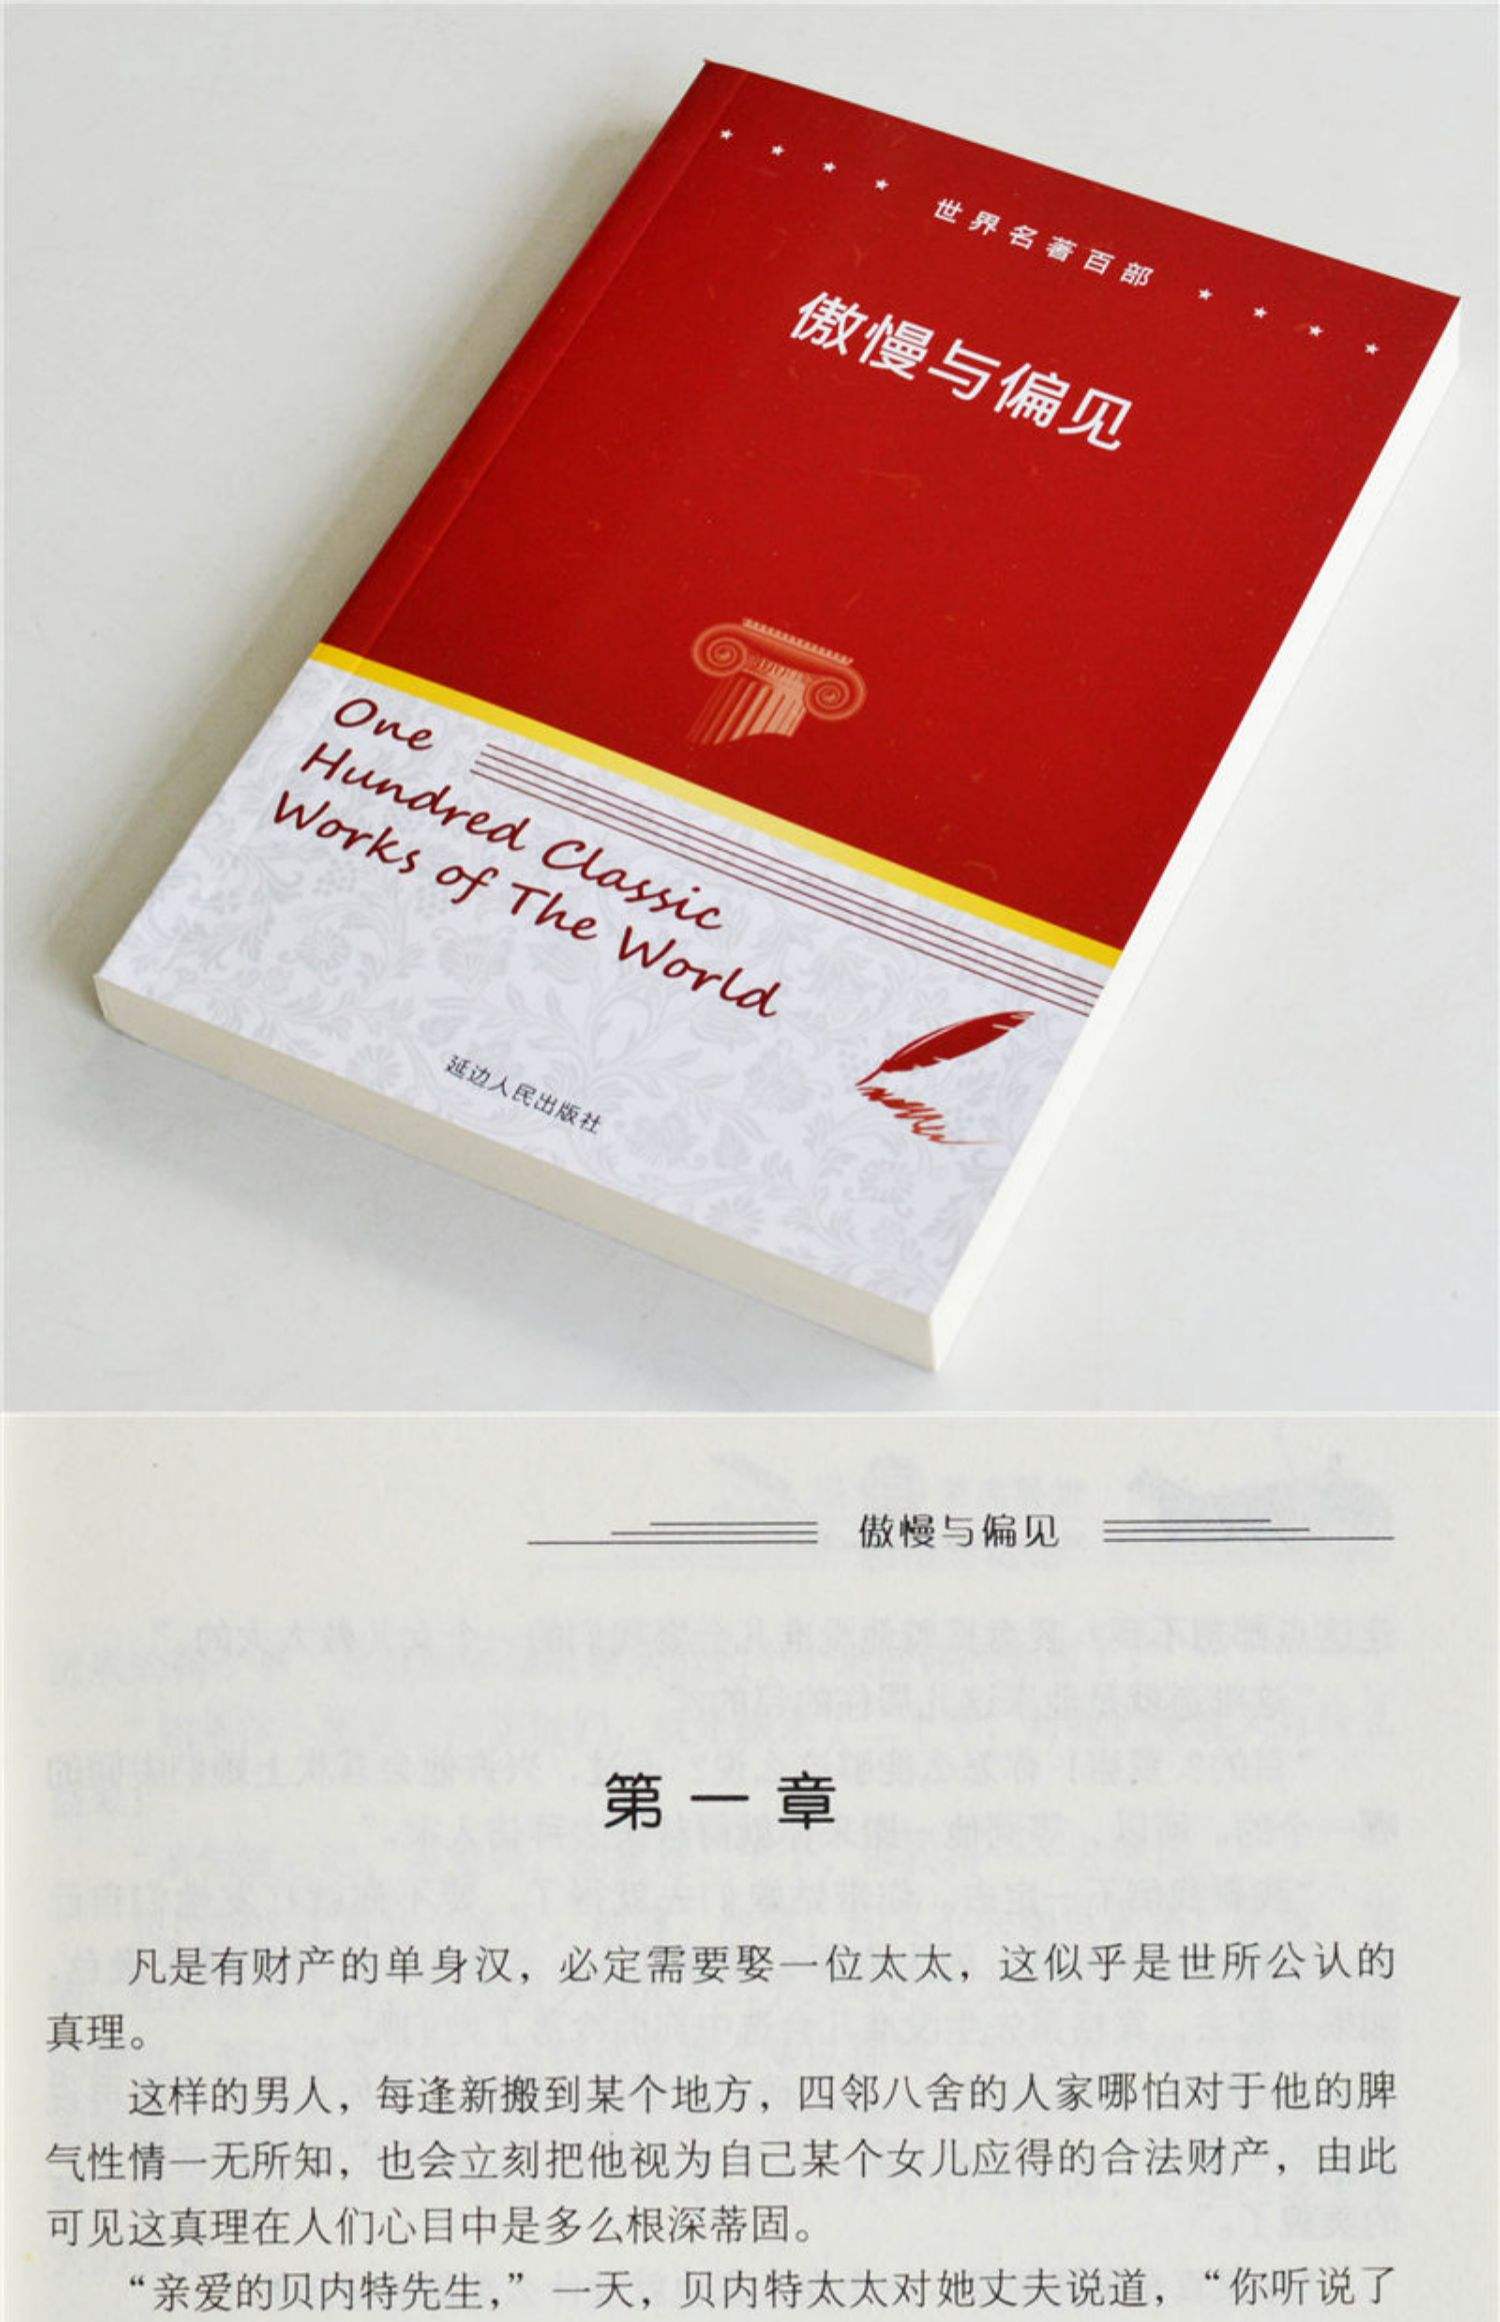 世界名著百部
傲慢与偏见
One
Hundred Classic
Works of The World
延边人民出版社
傲慢与偏见
第一章
凡是有财产的单身汉，必定需要娶一位太太，这似乎是世所公认的
真理。
这样的男人，每逢新搬到某个地方，四邻八舍的人家哪怕对于他的脾
气性情一无所知，也会立刻把他视为自己某个女儿应得的合法财产，由此
可见这真理在人们心目中是多么根深蒂固。
“亲爱的贝内特先生，”一天，贝内特太太对她丈夫说道，“你听说了